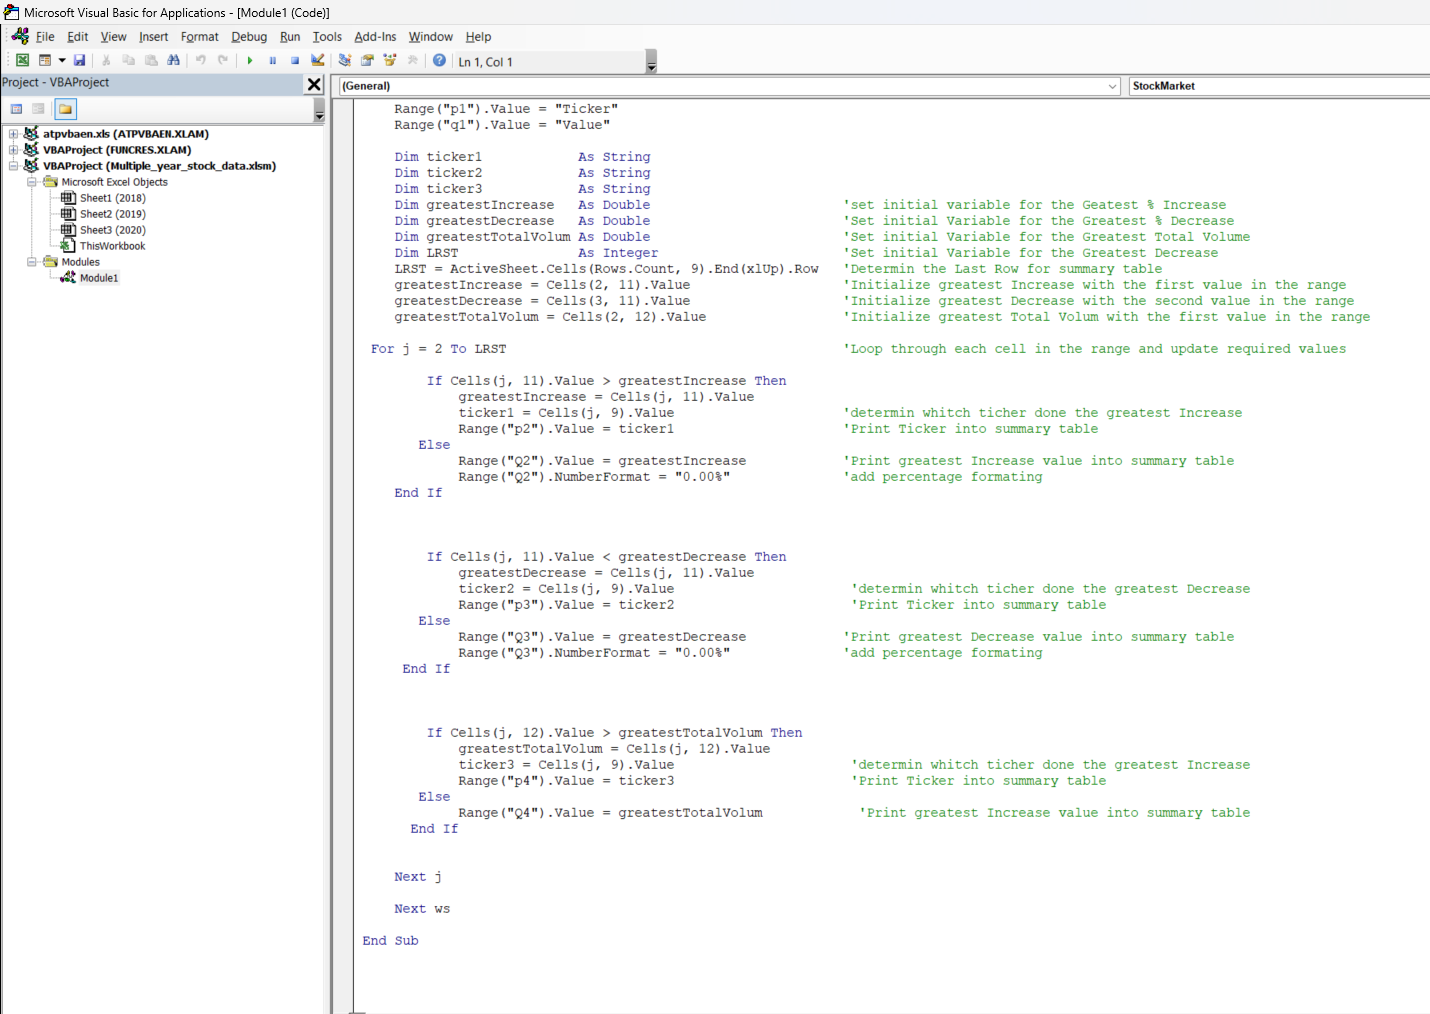 Microsoft Visual Basic for Applications - [Module1 (Code)]
File Edit View Insert Format Debug Run Tools Add-Ins Window Help
Ln 1, Col 1
Project - VBAProject
atpvbaen.xls (ATPVBAEN.XLAM)
VBAProject (FUNCRES.XLAM)
VBAProject (Multiple_year_stock_data.xlsm)
Microsoft Excel Objects
Sheet1 (2018)
Sheet2 (2019)
Sheet3 (2020)
ThisWorkbook
Modules
Module1
(General) StockMarket
Range("p1").Value = "Ticker"
Range("q1").Value = "Value"
Dim ticker1 As String
Dim ticker2 As String
Dim ticker3 As String
Dim greatestIncrease As Double 'set initial variable for the Geatest % Increase
Dim greatestDecrease As Double 'Set initial Variable for the Greatest % Decrease
Dim greatestTotalVolum As Double 'Set initial Variable for the Greatest Total Volume
Dim LRST As Integer 'Set initial Variable for the Greatest Decrease
LRST = ActiveSheet.Cells(Rows.Count, 9).End(xlUp).Row 'Determin the Last Row for summary table
greatestIncrease = Cells(2, 11).Value 'Initialize greatest Increase with the first value in the range
greatestDecrease = Cells(3, 11).Value 'Initialize greatest Decrease with the second value in the range
greatestTotalVolum = Cells(2, 12).Value 'Initialize greatest Total Volum with the first value in the range
For j = 2 To LRST 'Loop through each cell in the range and update required values
If Cells(j, 11).Value > greatestIncrease Then
greatestIncrease = Cells(j, 11).Value
ticker1 = Cells(j, 9).Value 'determin whitch ticher done the greatest Increase
Range("p2").Value = ticker1 'Print Ticker into summary table
Else
Range("Q2").Value = greatestIncrease 'Print greatest Increase value into summary table
Range("Q2").NumberFormat = "0.00%" 'add percentage formating
End If
If Cells(j, 11).Value < greatestDecrease Then
greatestDecrease = Cells(j, 11).Value
ticker2 = Cells(j, 9).Value 'determin whitch ticher done the greatest Decrease
Range("p3").Value = ticker2 'Print Ticker into summary table
Else
Range("Q3").Value = greatestDecrease 'Print greatest Decrease value into summary table
Range("Q3").NumberFormat = "0.00%" 'add percentage formating
End If
If Cells(j, 12).Value > greatestTotalVolum Then
greatestTotalVolum = Cells(j, 12).Value
ticker3 = Cells(j, 9).Value 'determin whitch ticher done the greatest Increase
Range("p4").Value = ticker3 'Print Ticker into summary table
Else
Range("Q4").Value = greatestTotalVolum 'Print greatest Increase value into summary table
End If
Next j
Next ws
End Sub